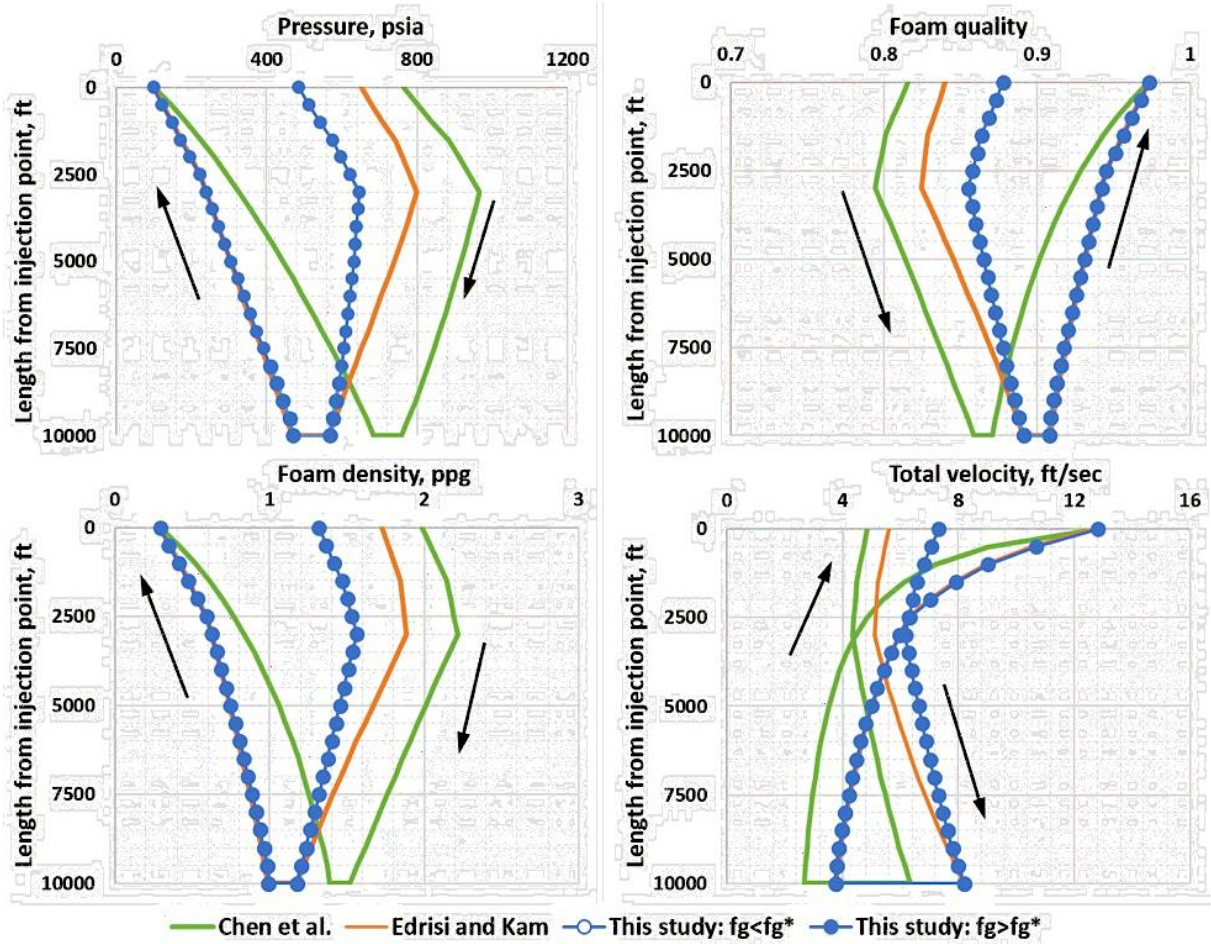 Pressure, psia
0 400 800 1200
Length from injection point, ft
0
2500
5000
7500
10000
Foam quality
0.7 0.8 0.9 1
Length from injection point, ft
0
2500
5000
7500
10000
Foam density, ppg
0 1 2 3
Length from injection point, ft
0
2500
5000
7500
10000
Total velocity, ft/sec
0 4 8 12 16
Length from injection point, ft
0
2500
5000
7500
10000
Chen et al. Edrisi and Kam This study: fg<fg* This study: fg>fg*